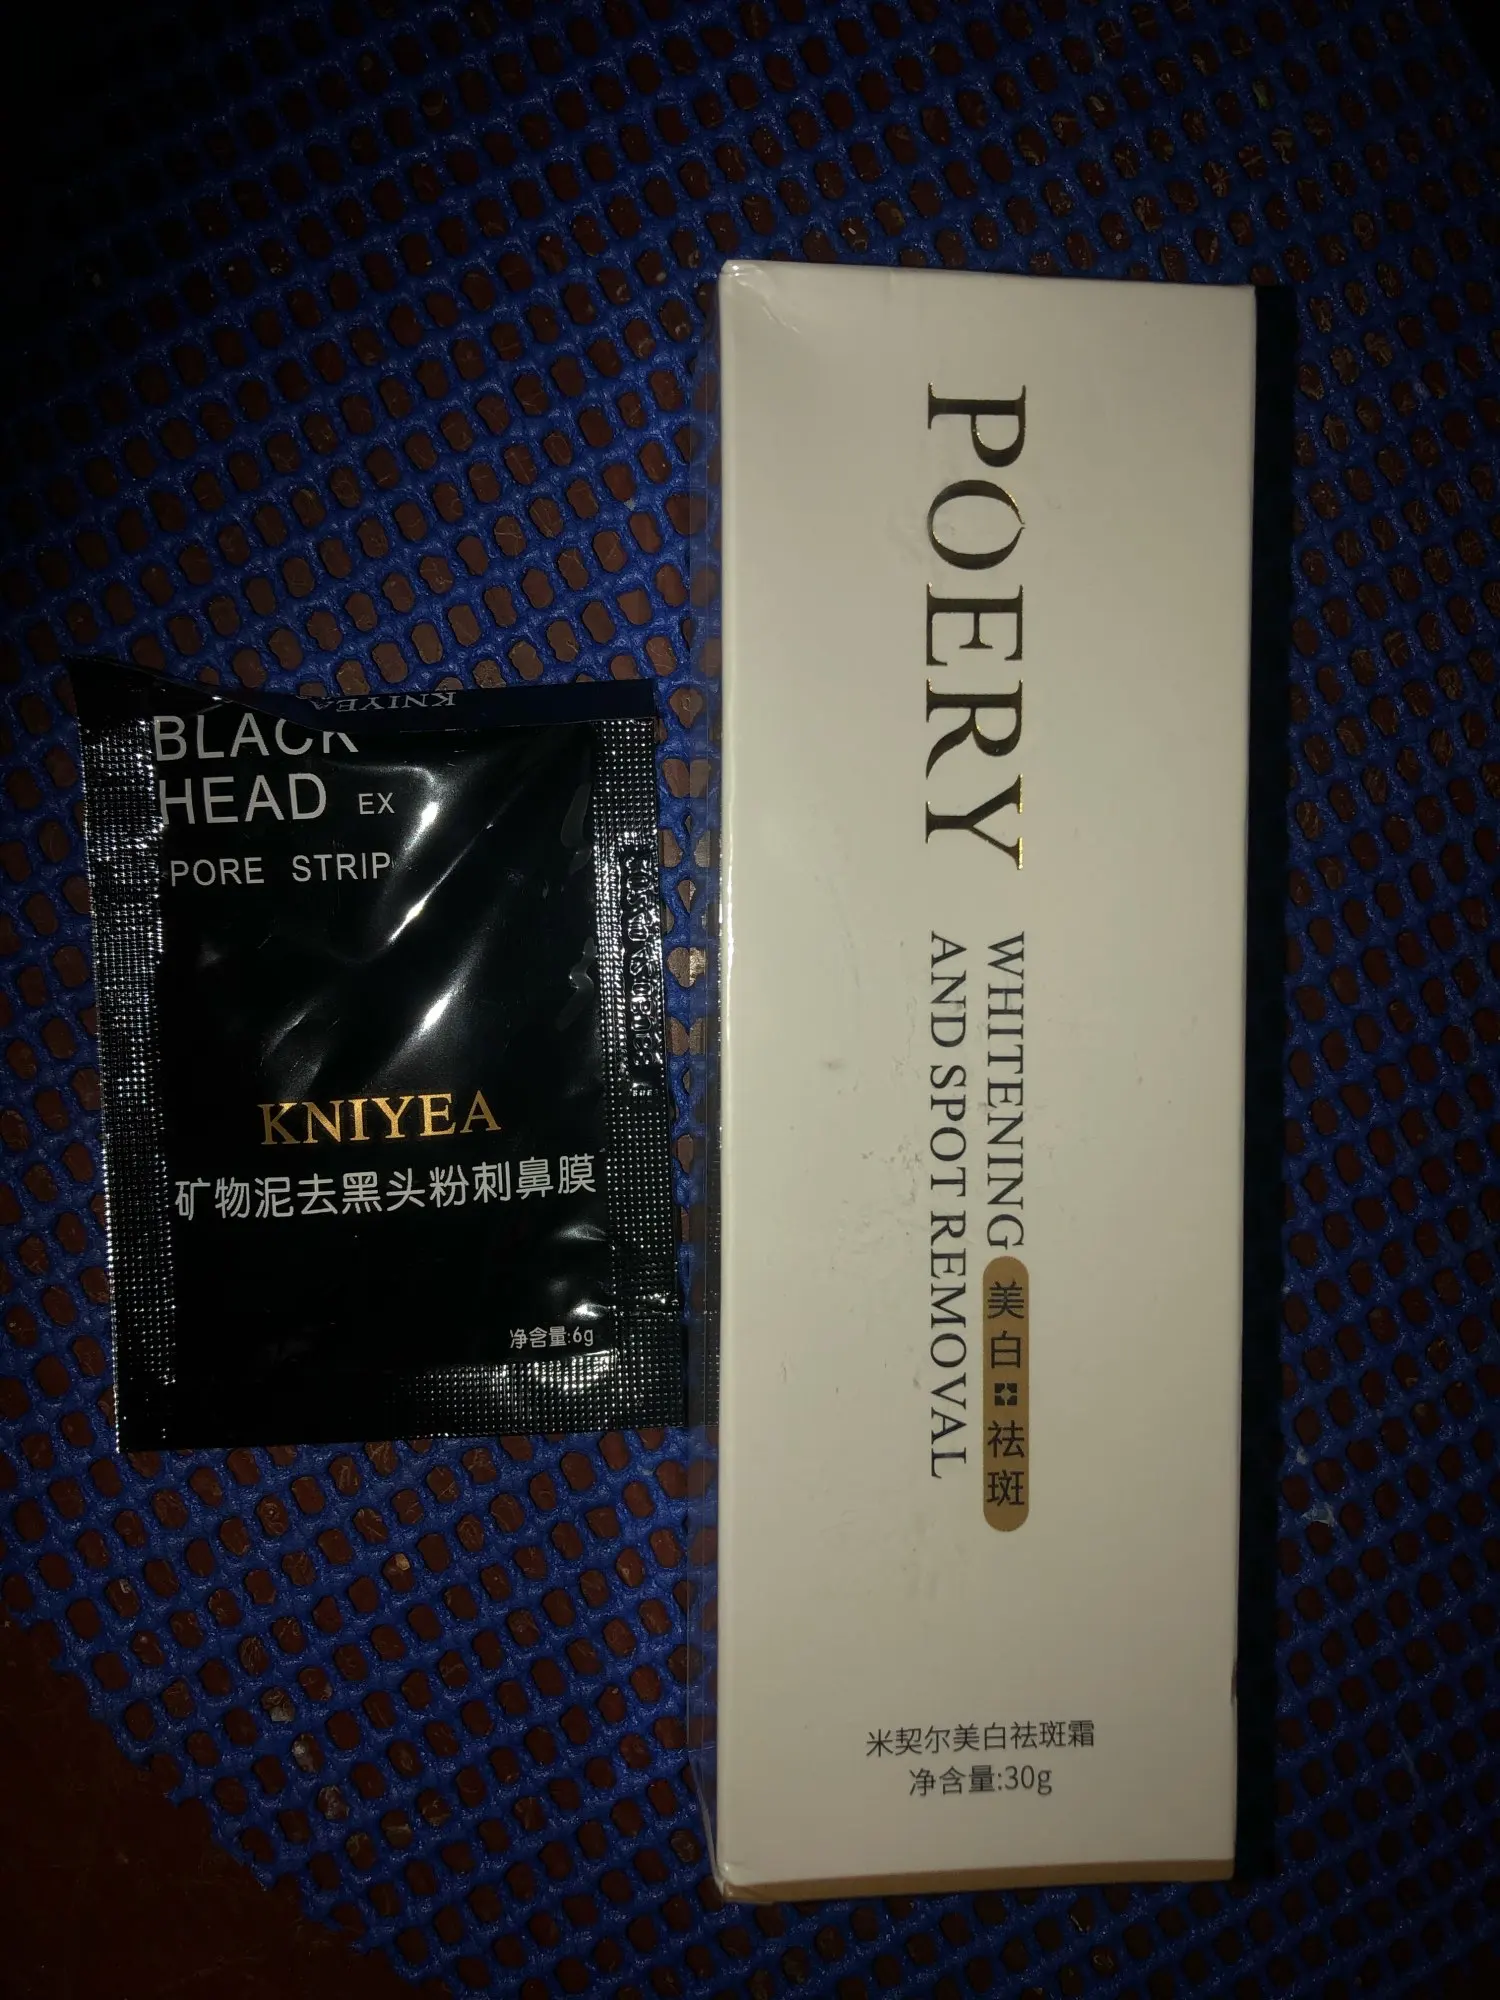 KNIYEA
BLACK
HEAD EX
PORE STRIP
KNIYEA
矿物泥去黑头粉刺鼻膜
净含量:6g
POERY
WHITENING 美白 祛斑
AND SPOT REMOVAL
米契尔美白祛斑霜
净含量:30g